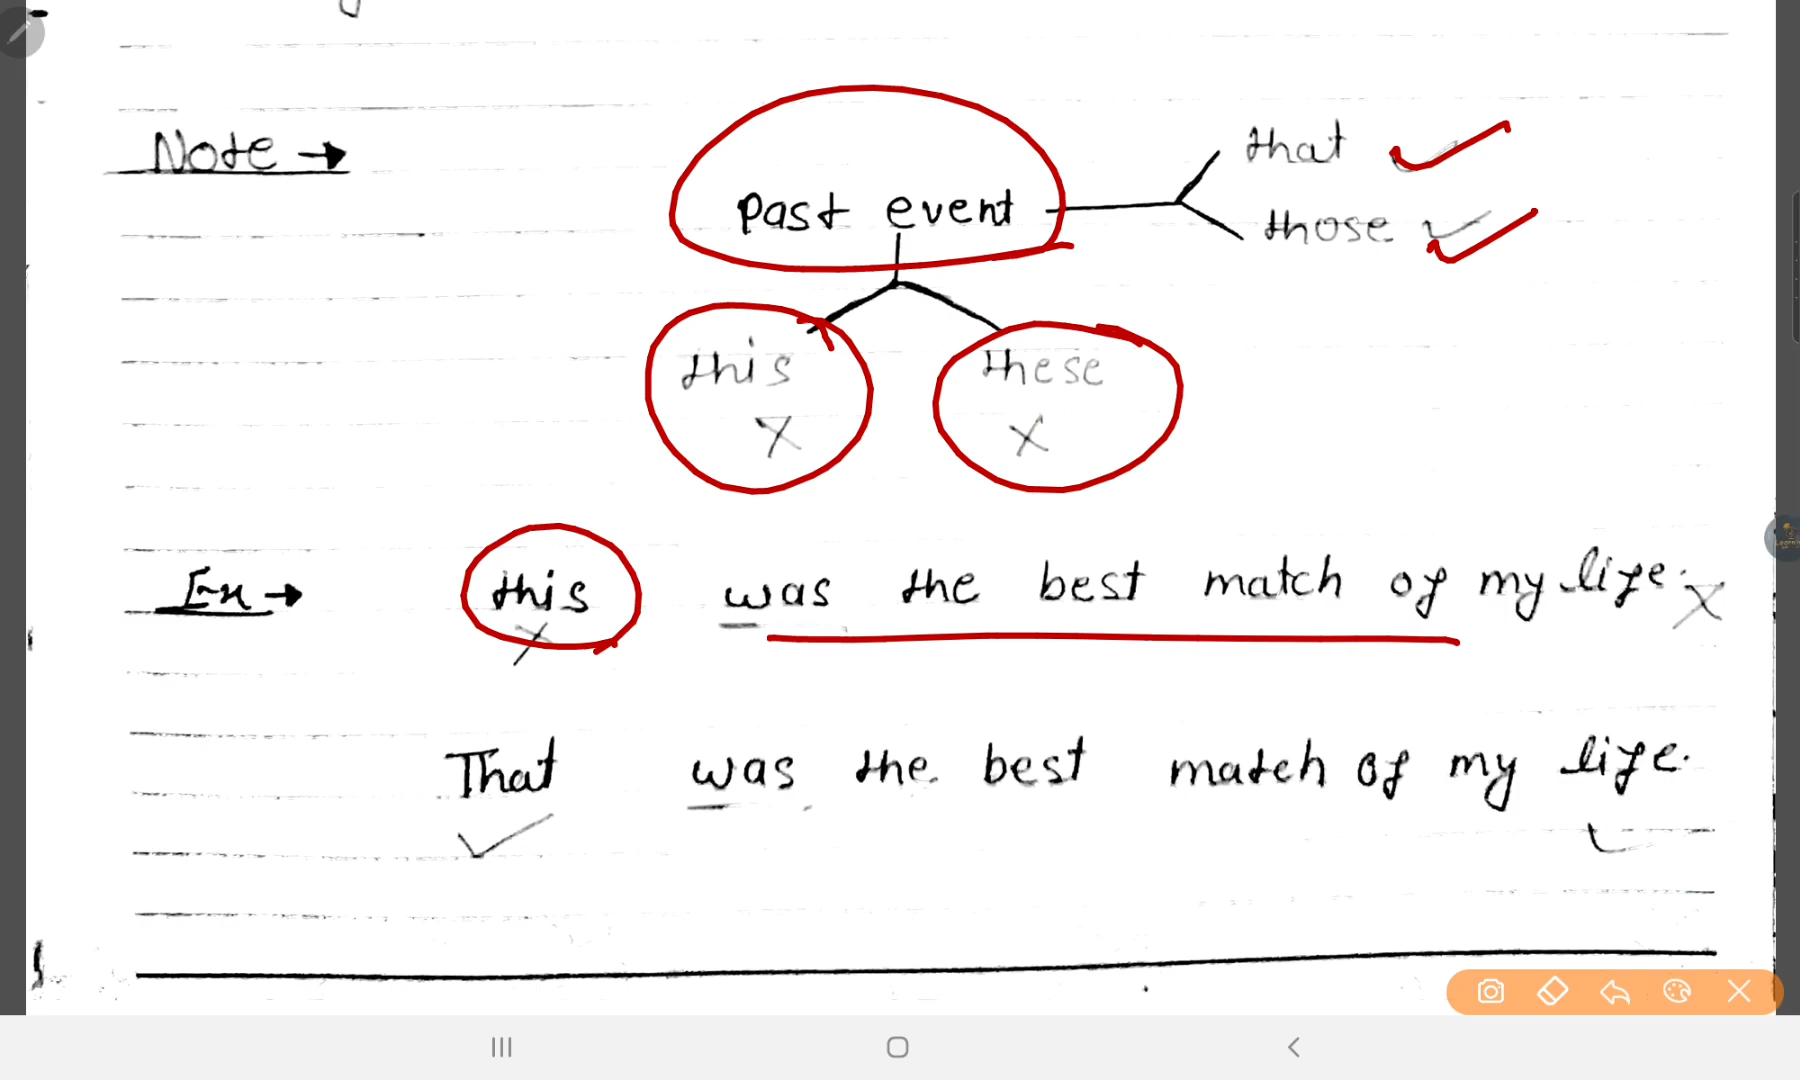 that
Note →
Past event
those
this
these
X X
Ex → this was the best match of my life. X
X
That was the best match of my life.